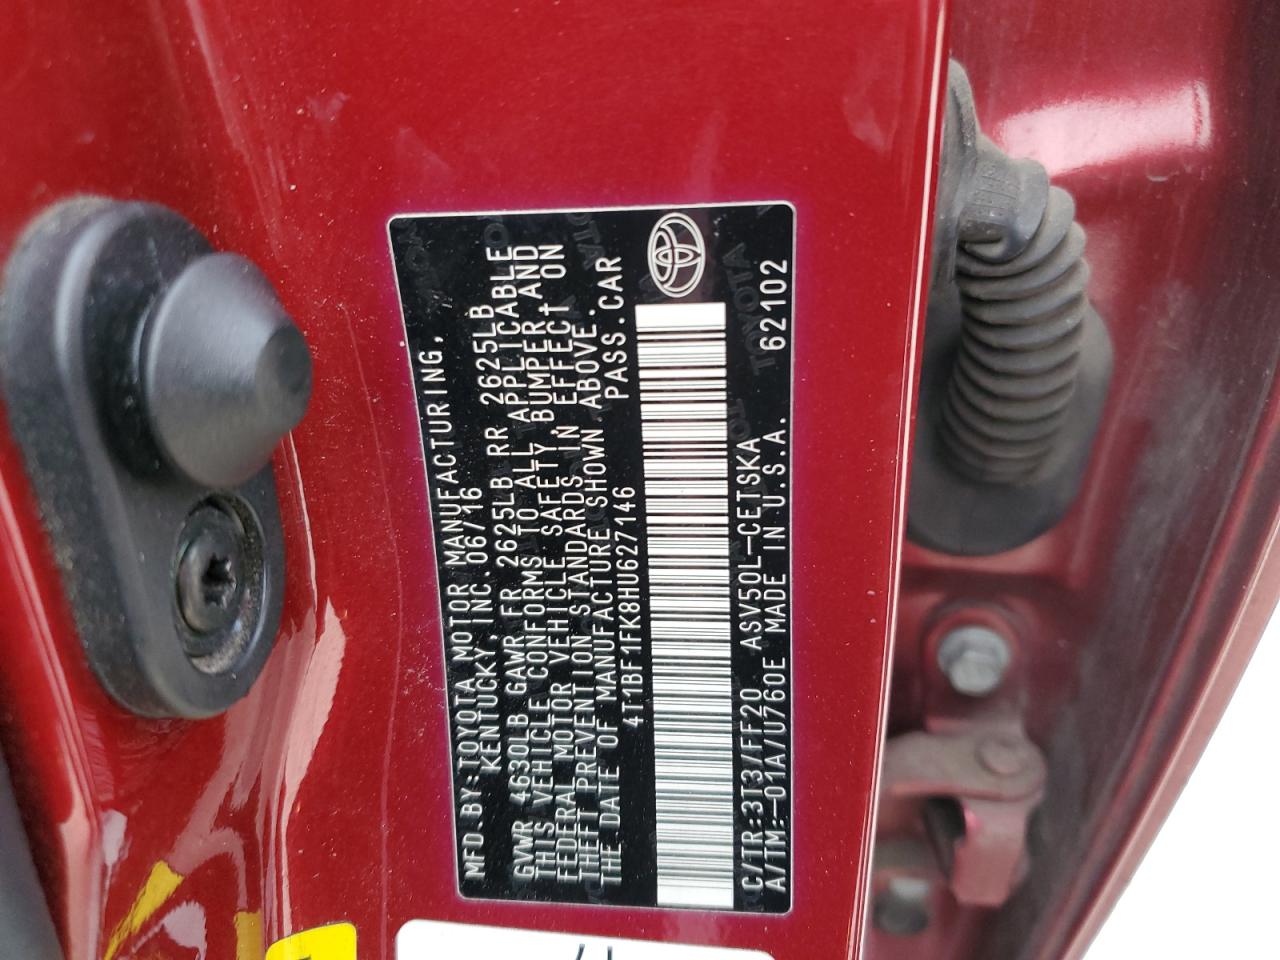 MFD.BY:TOYOTA MOTOR MANUFACTURING,
KENTUCKY, INC. 06/16
GVWR 4630LB GAWR FR 2625LB RR 2625LB
THIS VEHICLE CONFORMS TO ALL APPLICABLE
FEDERAL MOTOR VEHICLE SAFETY, BUMPER AND
THEFT PREVENTION STANDARDS IN EFFECT ON
THE DATE OF MANUFACTURE SHOWN ABOVE.
4T1BF1FK8HU627146 PASS.CAR
C/TR:3T3/FF20 ASV50L-CETSKA
A/TM:-01A/U760E MADE IN U.S.A. 62102